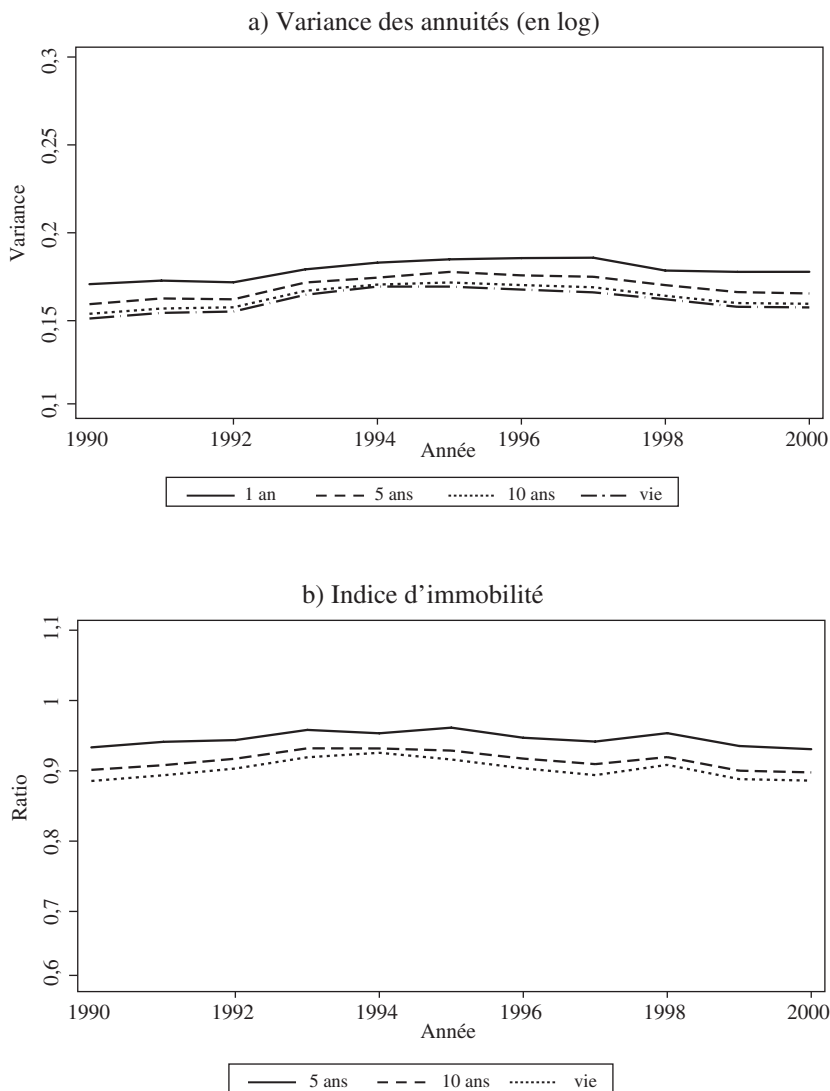 a) Variance des annuités (en log)
0,3
0,25
0,2
0,15
0,1
Variance
1990 1992 1994 1996 1998 2000
Année
1 an 5 ans 10 ans vie
b) Indice d’immobilité
1,1
1
0,9
0,8
0,7
0,6
Ratio
1990 1992 1994 1996 1998 2000
Année
5 ans 10 ans vie